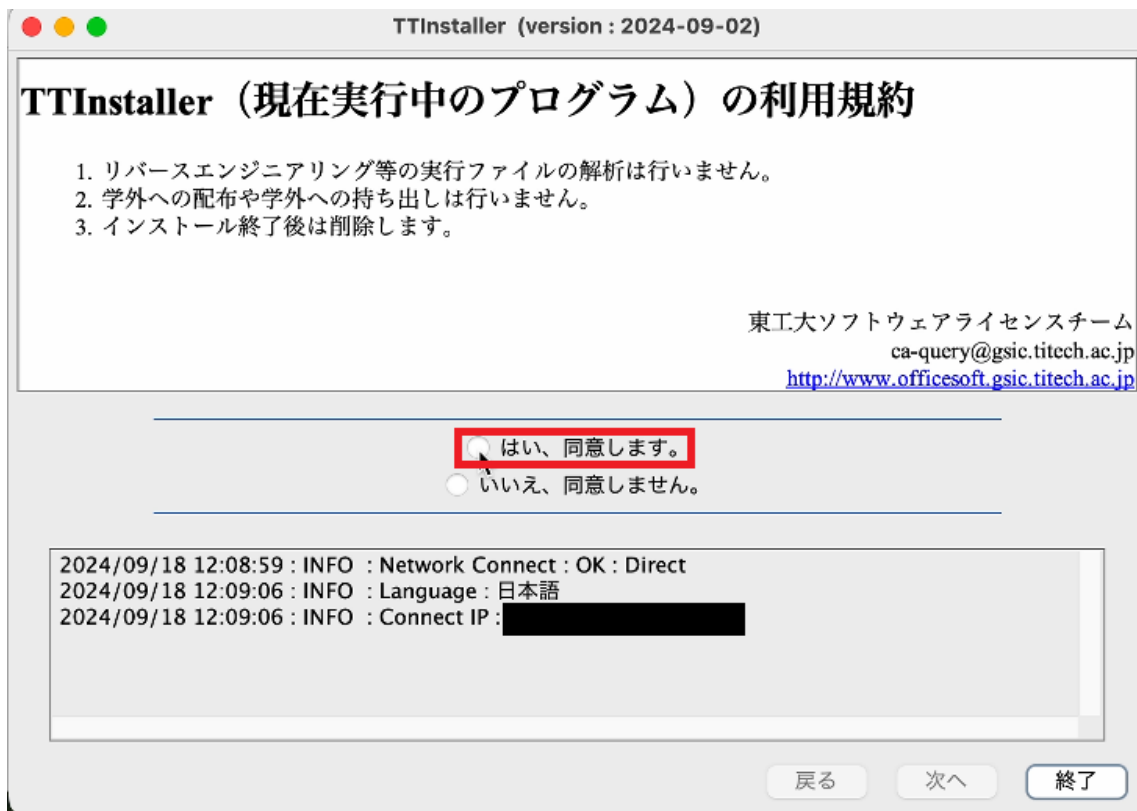 TTInstaller (version : 2024-09-02)
TTInstaller（現在実行中のプログラム）の利用規約
1. リバースエンジニアリング等の実行ファイルの解析は行いません。
2. 学外への配布や学外への持ち出しは行いません。
3. インストール終了後は削除します。
東工大ソフトウェアライセンスチーム
ca-query@gsic.titech.ac.jp
http://www.officesoft.gsic.titech.ac.jp
はい、同意します。
いいえ、同意しません。
2024/09/18 12:08:59 : INFO : Network Connect : OK : Direct
2024/09/18 12:09:06 : INFO : Language : 日本語
2024/09/18 12:09:06 : INFO : Connect IP :
戻る 次へ 終了